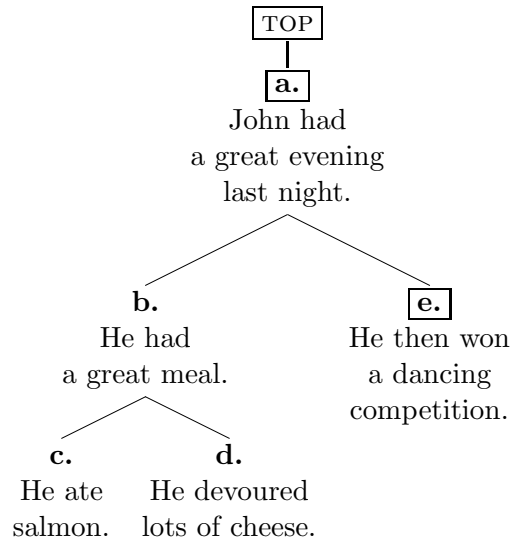 TOP
a.
John had
a great evening
last night.
b.
He had
a great meal.
e.
He then won
a dancing
competition.
c.
He ate
salmon.
d.
He devoured
lots of cheese.